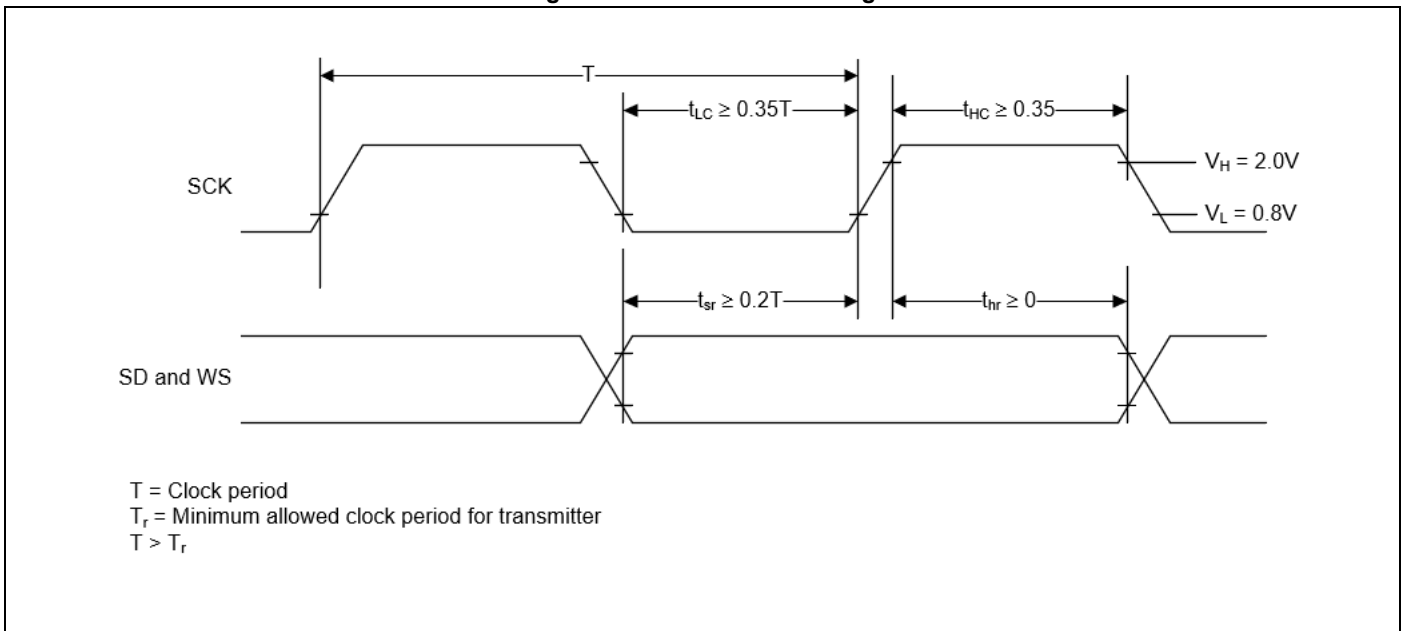 T
tLC ≥ 0.35T
tHC ≥ 0.35
SCK
VH = 2.0V
VL = 0.8V
tsr ≥ 0.2T
thr ≥ 0
SD and WS
T = Clock period
Tr = Minimum allowed clock period for transmitter
T > Tr